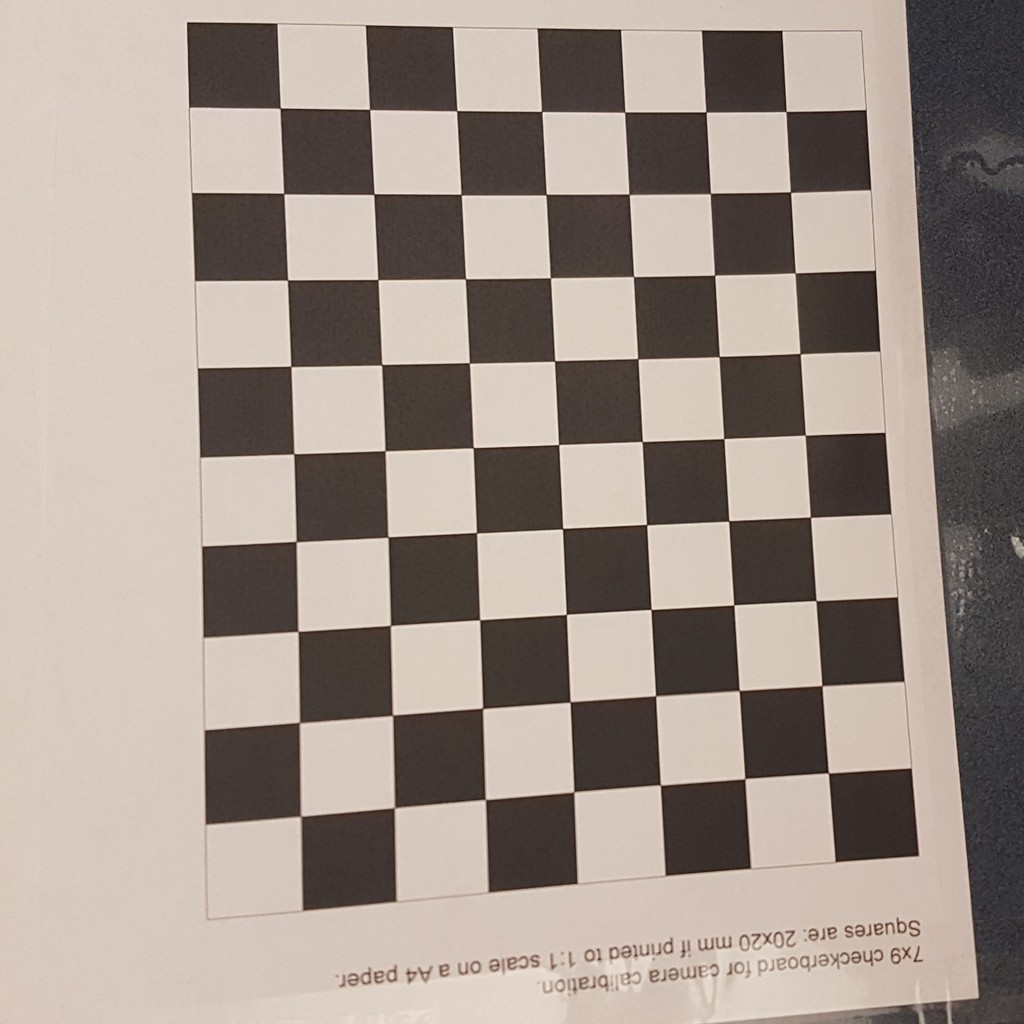 7x9 checkerboard for camera calibration.
Squares are: 20x20 mm if printed to 1:1 scale on a A4 paper.